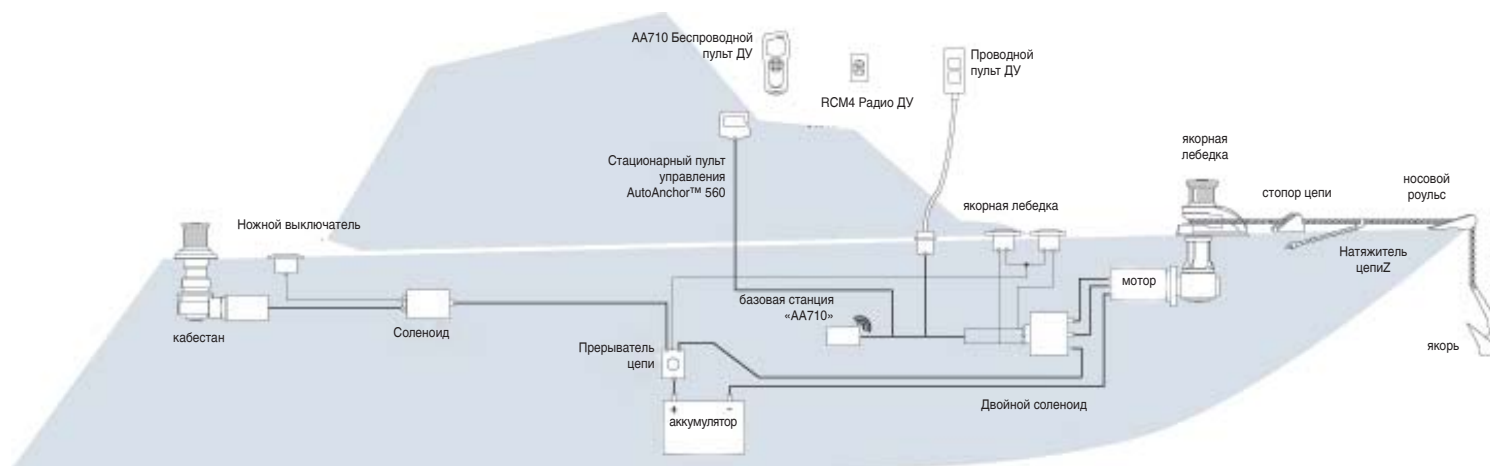 AA710 Беспроводной
пульт ДУ
RCM4 Радио ДУ
Проводной
пульт ДУ
Стационарный пульт
управления
AutoAnchor™ 560
якорная
лебедка
стопор цепи
носовой
роульс
Ножной выключатель
якорная лебедка
Натяжитель
цепиZ
мотор
базовая станция
«AA710»
кабестан
Соленоид
Прерыватель
цепи
якорь
Двойной соленоид
+ −
аккумулятор